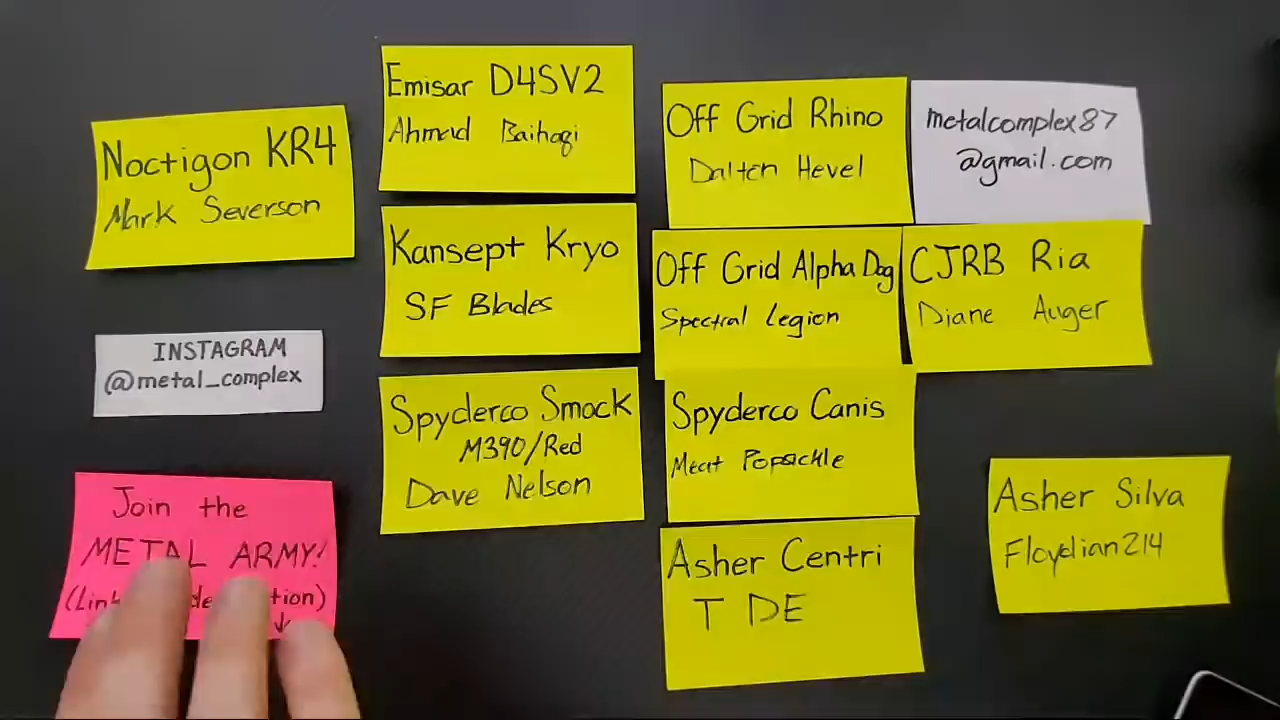 Noctigon KR4
Mark Severson
INSTAGRAM
@metal_complex
Join the
METAL ARMY!
Emisar D4SV2
Ahmad Baihaqi
Kansept Kryo
SF Blades
Spyderco Smock
M390/Red
Dave Nelson
Off Grid Rhino
Dalton Hevel
Off Grid Alpha Dog
Spectral Legion
Spyderco Canis
Meat Popsickle
Asher Centri
T DE
metalcomplex87
@gmail.com
CJRB Ria
Diane Auger
Asher Silva
Floydian214